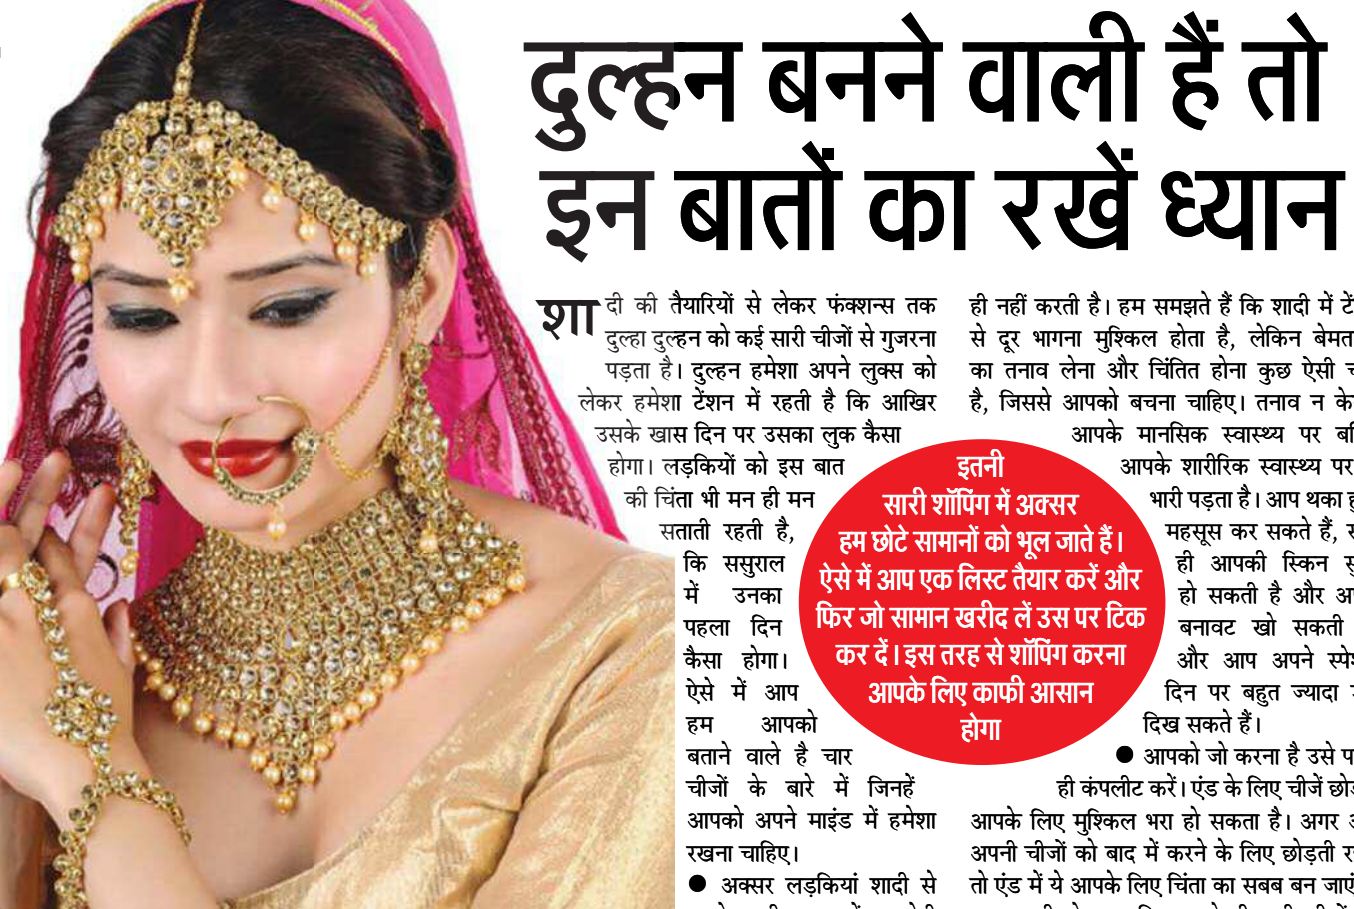 दुल्हन बनने वाली हैं तो
इन बातों का रखें ध्यान
शादी की तैयारियों से लेकर फंक्शन्स तक
दुल्हा दुल्हन को कई सारी चीजों से गुजरना
पड़ता है। दुल्हन हमेशा अपने लुक्स को
लेकर हमेशा टेंशन में रहती है कि आखिर
उसके खास दिन पर उसका लुक कैसा
होगा। लड़कियों को इस बात
की चिंता भी मन ही मन
सताती रहती है,
कि ससुराल
में उनका
पहला दिन
कैसा होगा।
ऐसे में आप
हम आपको
बताने वाले है चार
चीजों के बारे में जिनहें
आपको अपने माइंड में हमेशा
रखना चाहिए।
● अक्सर लड़कियां शादी से
इतनी
सारी शॉपिंग में अक्सर
हम छोटे सामानों को भूल जाते हैं।
ऐसे में आप एक लिस्ट तैयार करें और
फिर जो सामान खरीद लें उस पर टिक
कर दें। इस तरह से शॉपिंग करना
आपके लिए काफी आसान
होगा
ही नहीं करती है। हम समझते हैं कि शादी में
से दूर भागना मुश्किल होता है, लेकिन
का तनाव लेना और चिंतित होना कुछ ऐसी
है, जिससे आपको बचना चाहिए। तनाव न
आपके मानसिक स्वास्थ्य पर
आपके शारीरिक स्वास्थ्य पर
भारी पड़ता है। आप थका
महसूस कर सकते हैं,
ही आपकी स्किन
हो सकती है और
बनावट खो सकती
और आप अपने
दिन पर बहुत ज्यादा
दिख सकते हैं।
● आपको जो करना है उसे
ही कंपलीट करें। एंड के लिए चीजें
आपके लिए मुश्किल भरा हो सकता है। अगर
अपनी चीजों को बाद में करने के लिए छोड़ती
तो एंड में ये आपके लिए चिंता का सबब बन